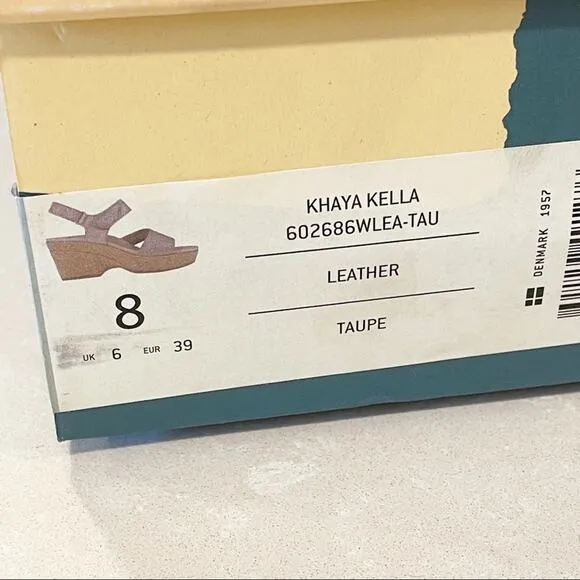 KHAYA KELLA
602686WLEA-TAU
LEATHER
TAUPE
8
UK 6 EUR 39
DENMARK 1957